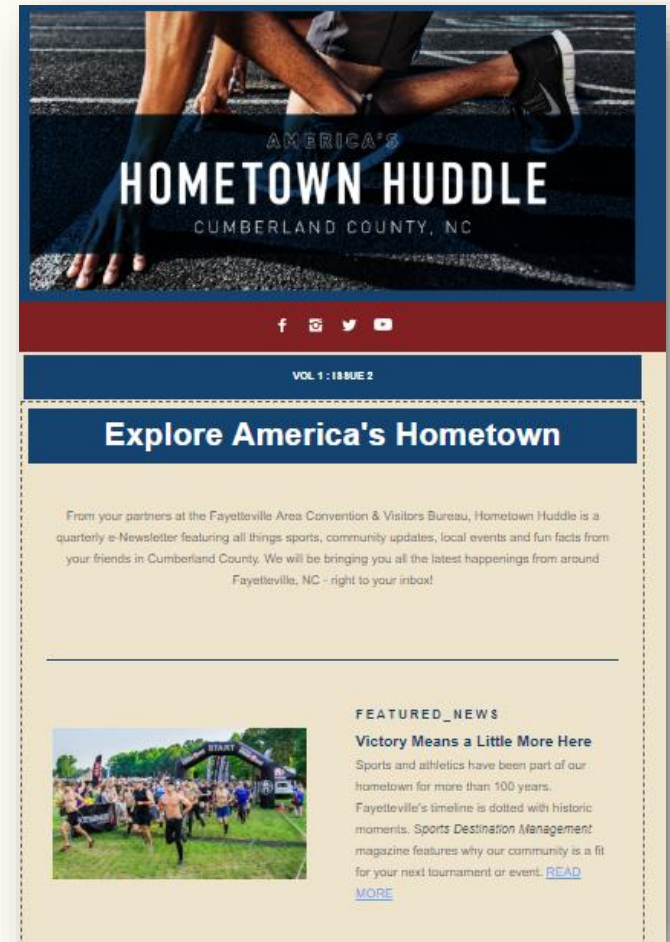 AMERICA'S
HOMETOWN HUDDLE
CUMBERLAND COUNTY, NC
VOL 1 : ISSUE 2
Explore America's Hometown
From your partners at the Fayetteville Area Convention & Visitors Bureau, Hometown Huddle is a
quarterly e-Newsletter featuring all things sports, community updates, local events and fun facts from
your friends in Cumberland County. We will be bringing you all the latest happenings from around
Fayetteville, NC - right to your inbox!
START
FEATURED_NEWS
Victory Means a Little More Here
Sports and athletics have been part of our
hometown for more than 100 years.
Fayetteville's timeline is dotted with historic
moments. Sports Destination Management
magazine features why our community is a fit
for your next tournament or event. READ
MORE